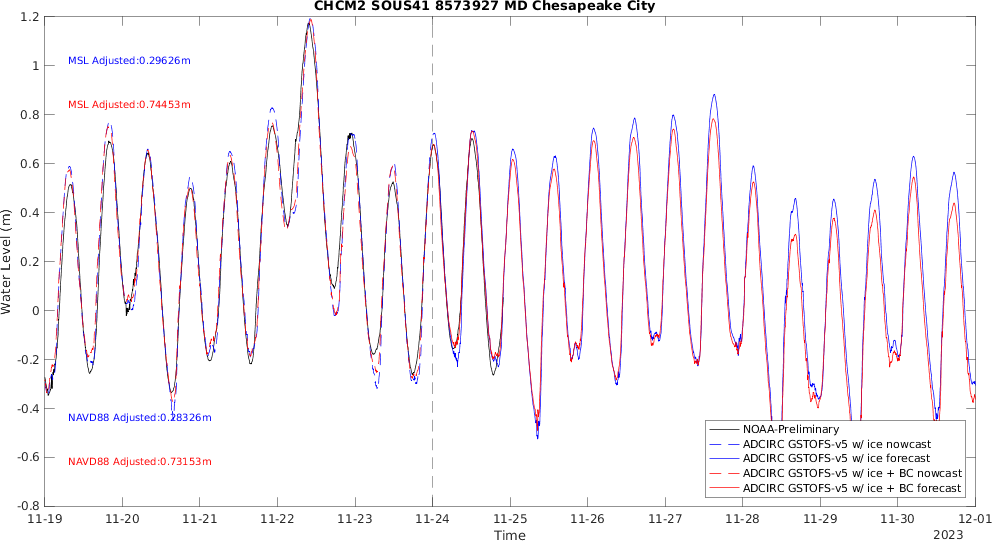 CHCM2 SOUS41 8573927 MD Chesapeake City
1.2
1
0.8
0.6
0.4
0.2
0
-0.2
-0.4
-0.6
-0.8
Water Level (m)
MSL Adjusted:0.29626m
MSL Adjusted:0.74453m
NAVD88 Adjusted:0.28326m
NAVD88 Adjusted:0.73153m
NOAA-Preliminary
ADCIRC GSTOFS-v5 w/ ice nowcast
ADCIRC GSTOFS-v5 w/ ice forecast
ADCIRC GSTOFS-v5 w/ ice + BC nowcast
ADCIRC GSTOFS-v5 w/ ice + BC forecast
11-19 11-20 11-21 11-22 11-23 11-24 11-25 11-26 11-27 11-28 11-29 11-30 12-01
Time
2023